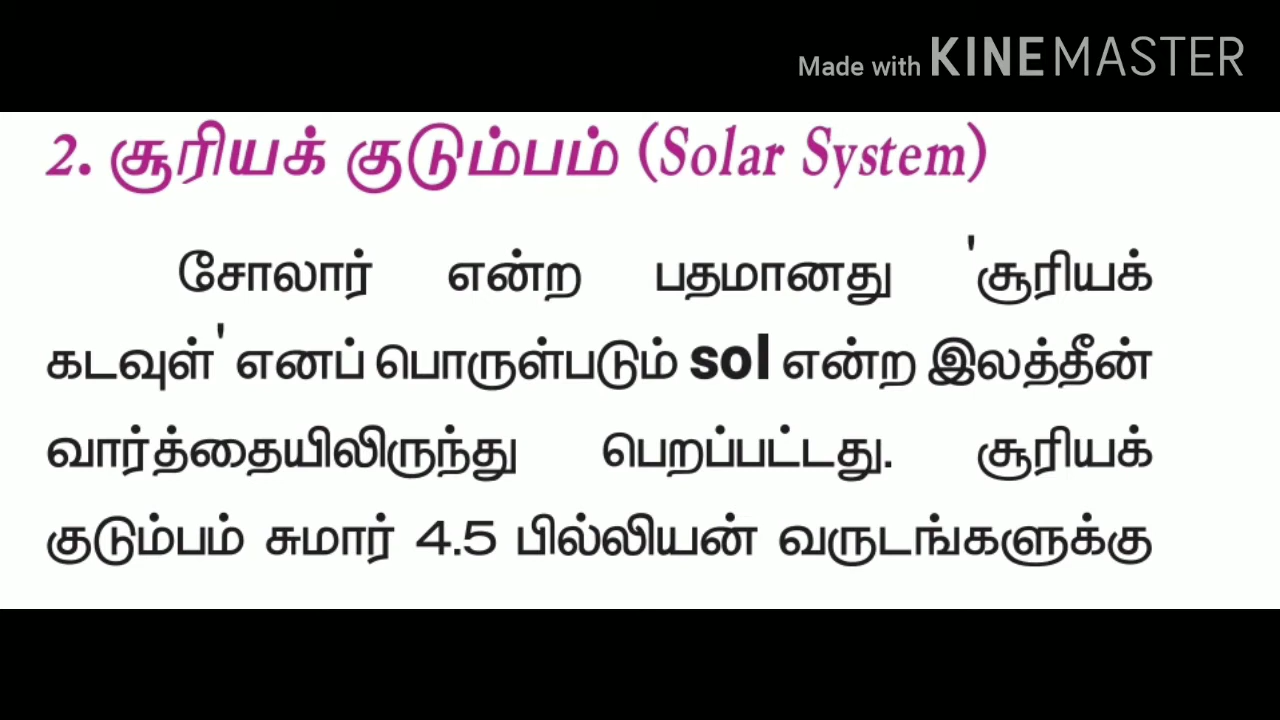 Made with KINEMASTER
2. சூரியக் குடும்பம் (Solar System)
சோலார் என்ற பதமானது 'சூரியக்
கடவுள்' எனப் பொருள்படும் sol என்ற இலத்தீன்
வார்த்தையிலிருந்து பெறப்பட்டது. சூரியக்
குடும்பம் சுமார் 4.5 பில்லியன் வருடங்களுக்கு